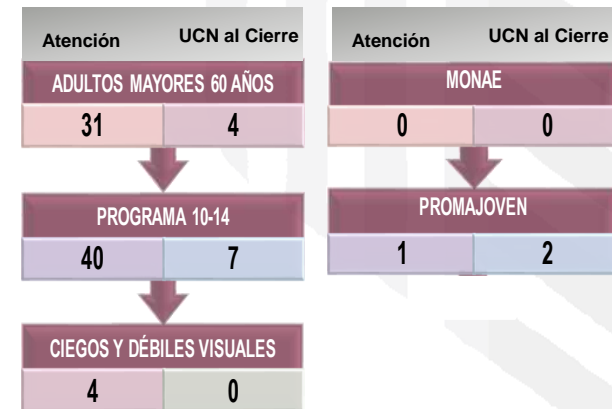 Atención UCN al Cierre
ADULTOS MAYORES 60 AÑOS
31 4
PROGRAMA 10-14
40 7
CIEGOS Y DÉBILES VISUALES
4 0
Atención UCN al Cierre
MONAE
0 0
PROMAJOVEN
1 2